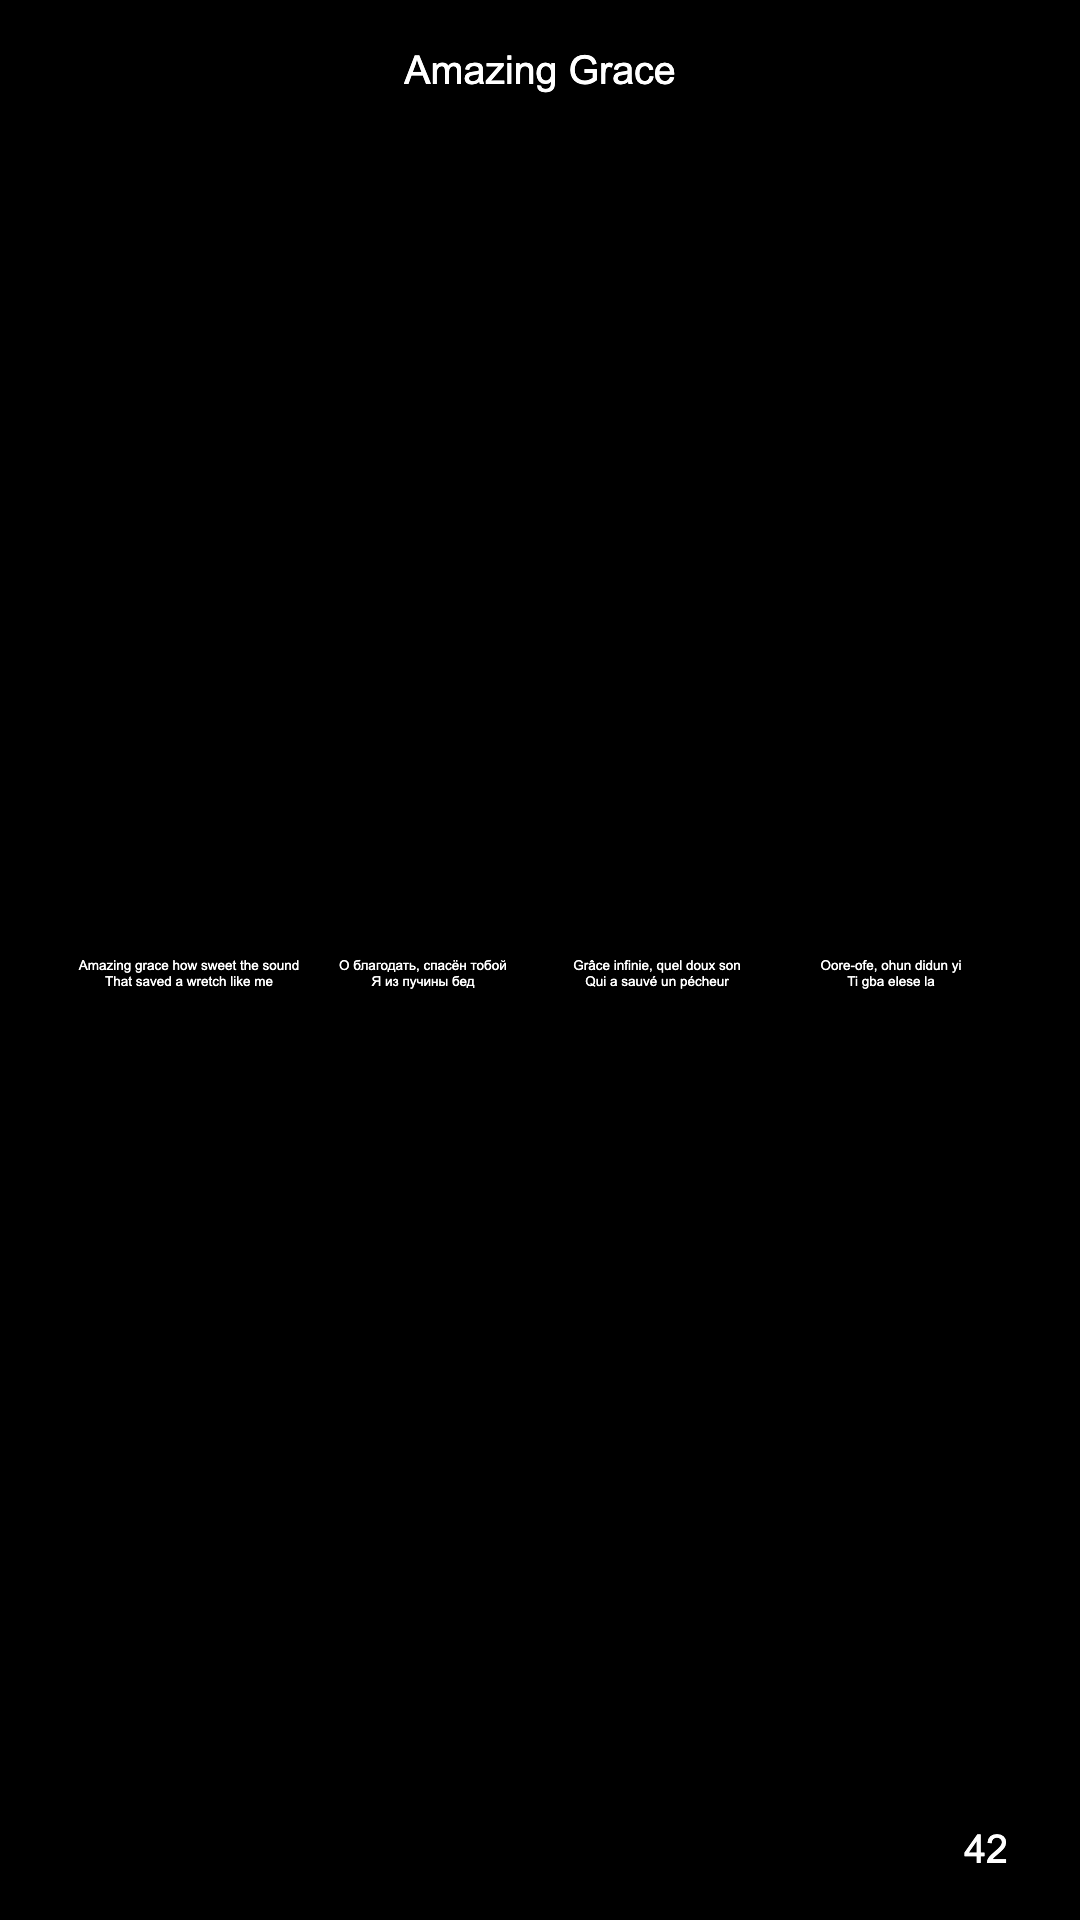 Amazing Grace
Amazing grace how sweet the sound
That saved a wretch like me
О благодать, спасён тобой
Я из пучины бед
Grâce infinie, quel doux son
Qui a sauvé un pécheur
Oore-ofe, ohun didun yi
Ti gba elese la
42